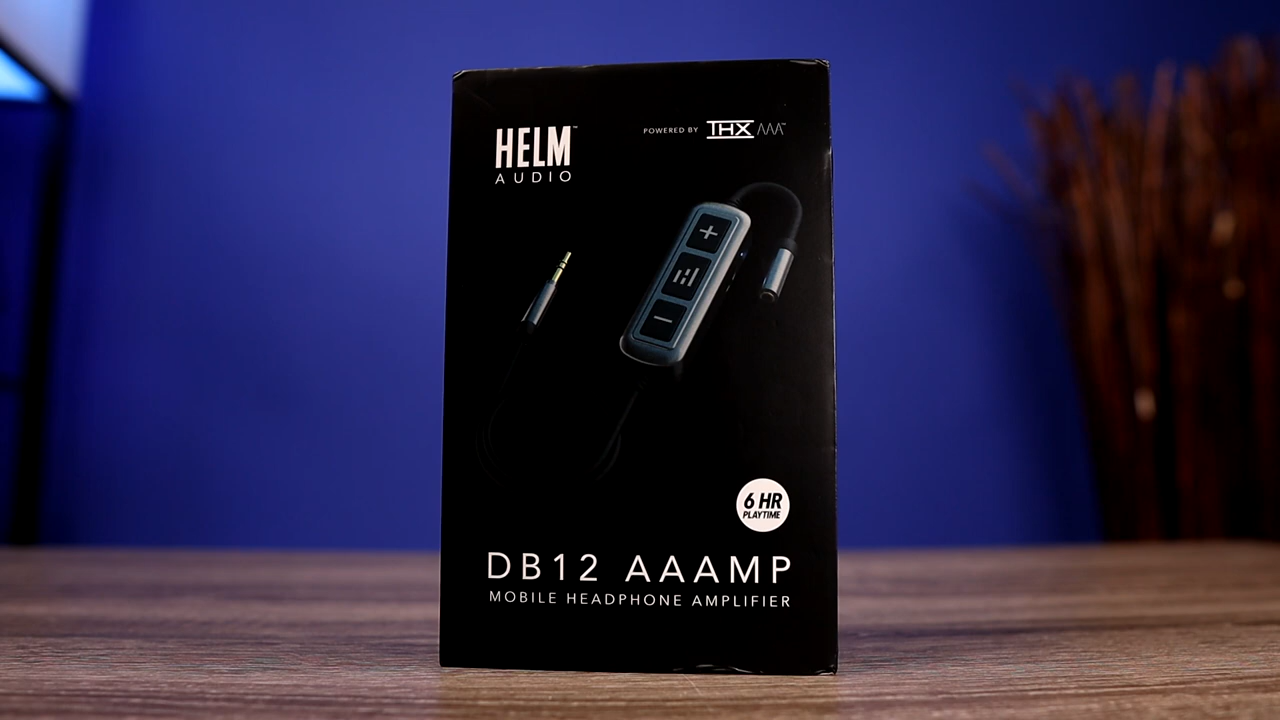 HELM™
AUDIO
POWERED BY THX AAA™
6 HR
PLAYTIME
DB12 AAAMP
MOBILE HEADPHONE AMPLIFIER